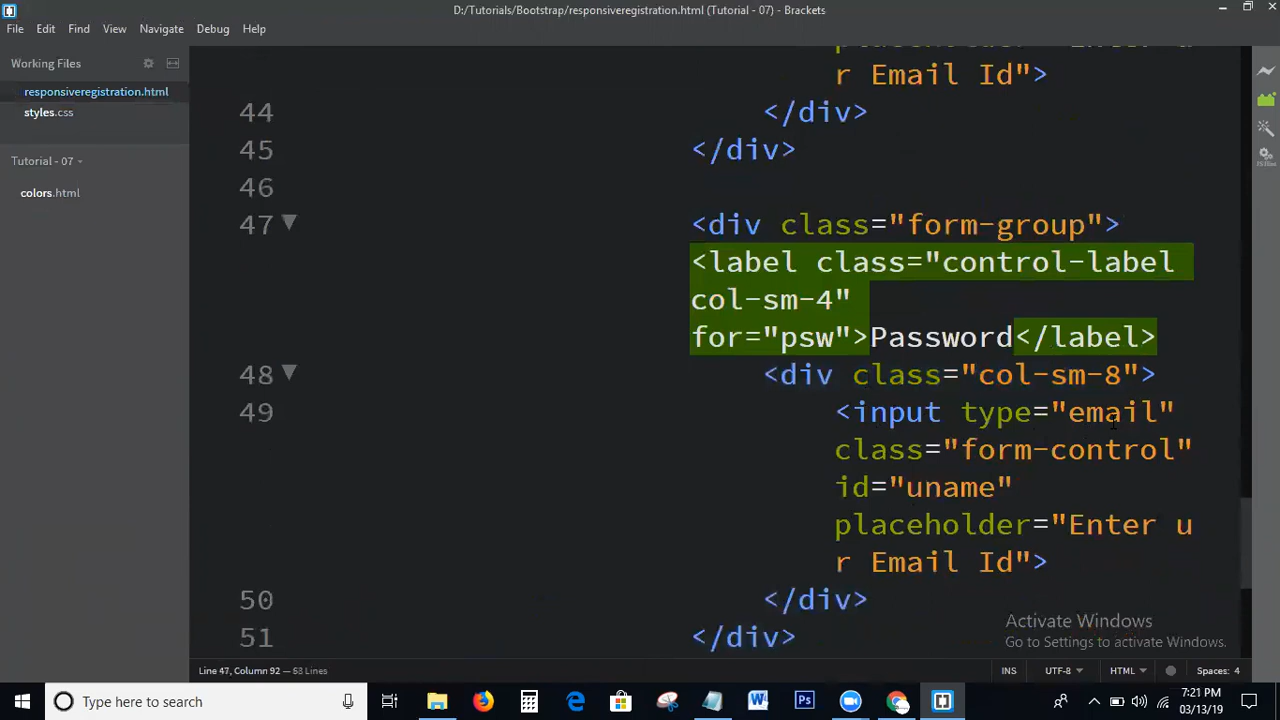 D:/Tutorials/Bootstrap/responsiveregistration.html (Tutorial - 07) - Brackets
File Edit View Navigate Debug Help
Working Files
responsiveregistration.html
styles.css
Tutorial - 07
colors.html
r Email Id">
44 </div>
45 </div>
46
47 <div class="form-group">
<label class="control-label
col-sm-4"
for="psw">Password</label>
48 <div class="col-sm-8">
49 <input type="email"
class="form-control"
id="uname"
placeholder="Enter u
r Email Id">
50 </div>
51 </div>
Activate Windows
Go to Settings to activate Windows.
Line 47, Column 92 — 58 Lines
INS UTF-8 HTML Spaces: 4
Type here to search
7:21 PM
03/13/19